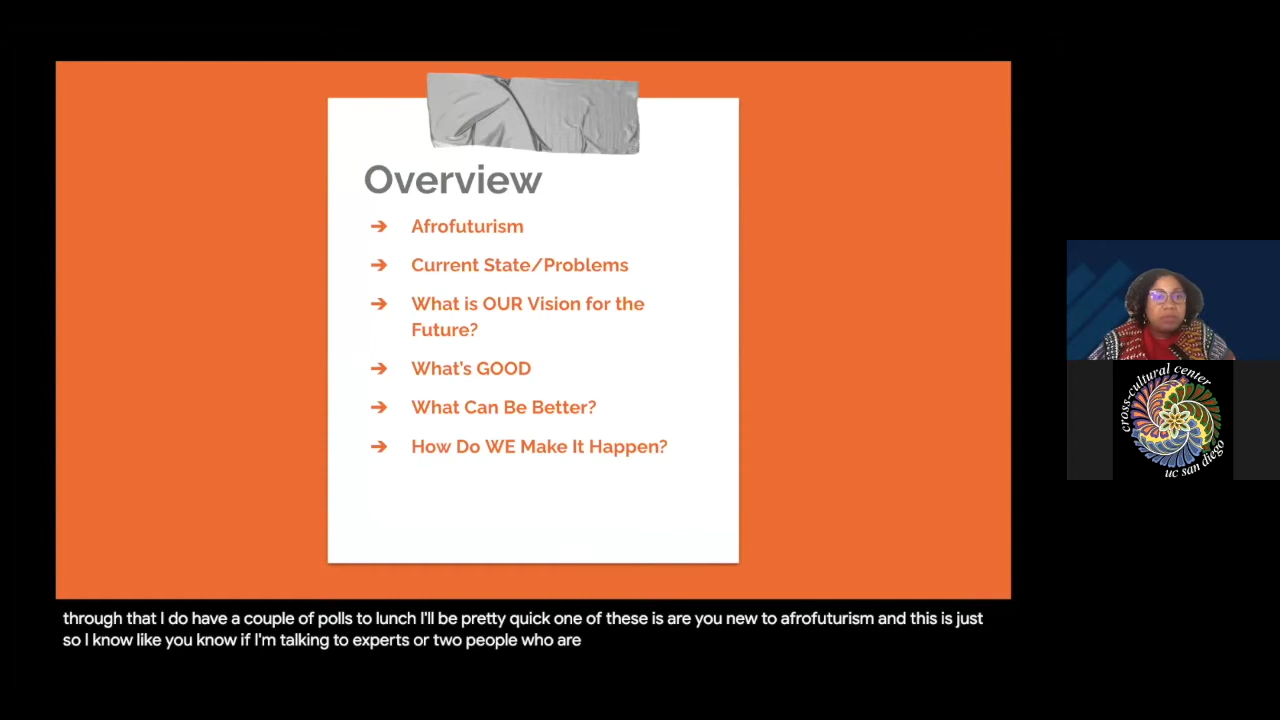 Overview
➔ Afrofuturism
➔ Current State/Problems
➔ What is OUR Vision for the
Future?
➔ What's GOOD
➔ What Can Be Better?
➔ How Do WE Make It Happen?
cross-cultural center
uc san diego
through that I do have a couple of polls to lunch I'll be pretty quick one of these is are you new to afrofuturism and this is just
so I know like you know if I'm talking to experts or two people who are